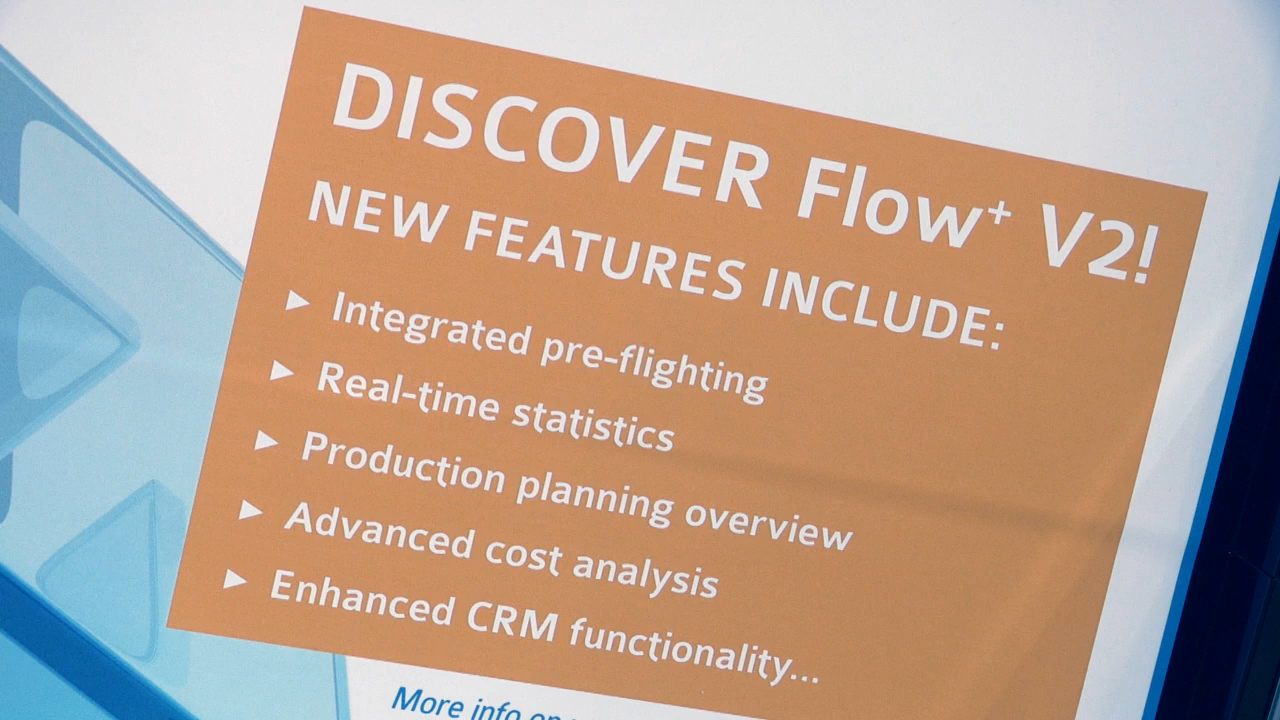 DISCOVER Flow⁺ V2!
NEW FEATURES INCLUDE:
► Integrated pre-flighting
► Real-time statistics
► Production planning overview
► Advanced cost analysis
► Enhanced CRM functionality...
More info on